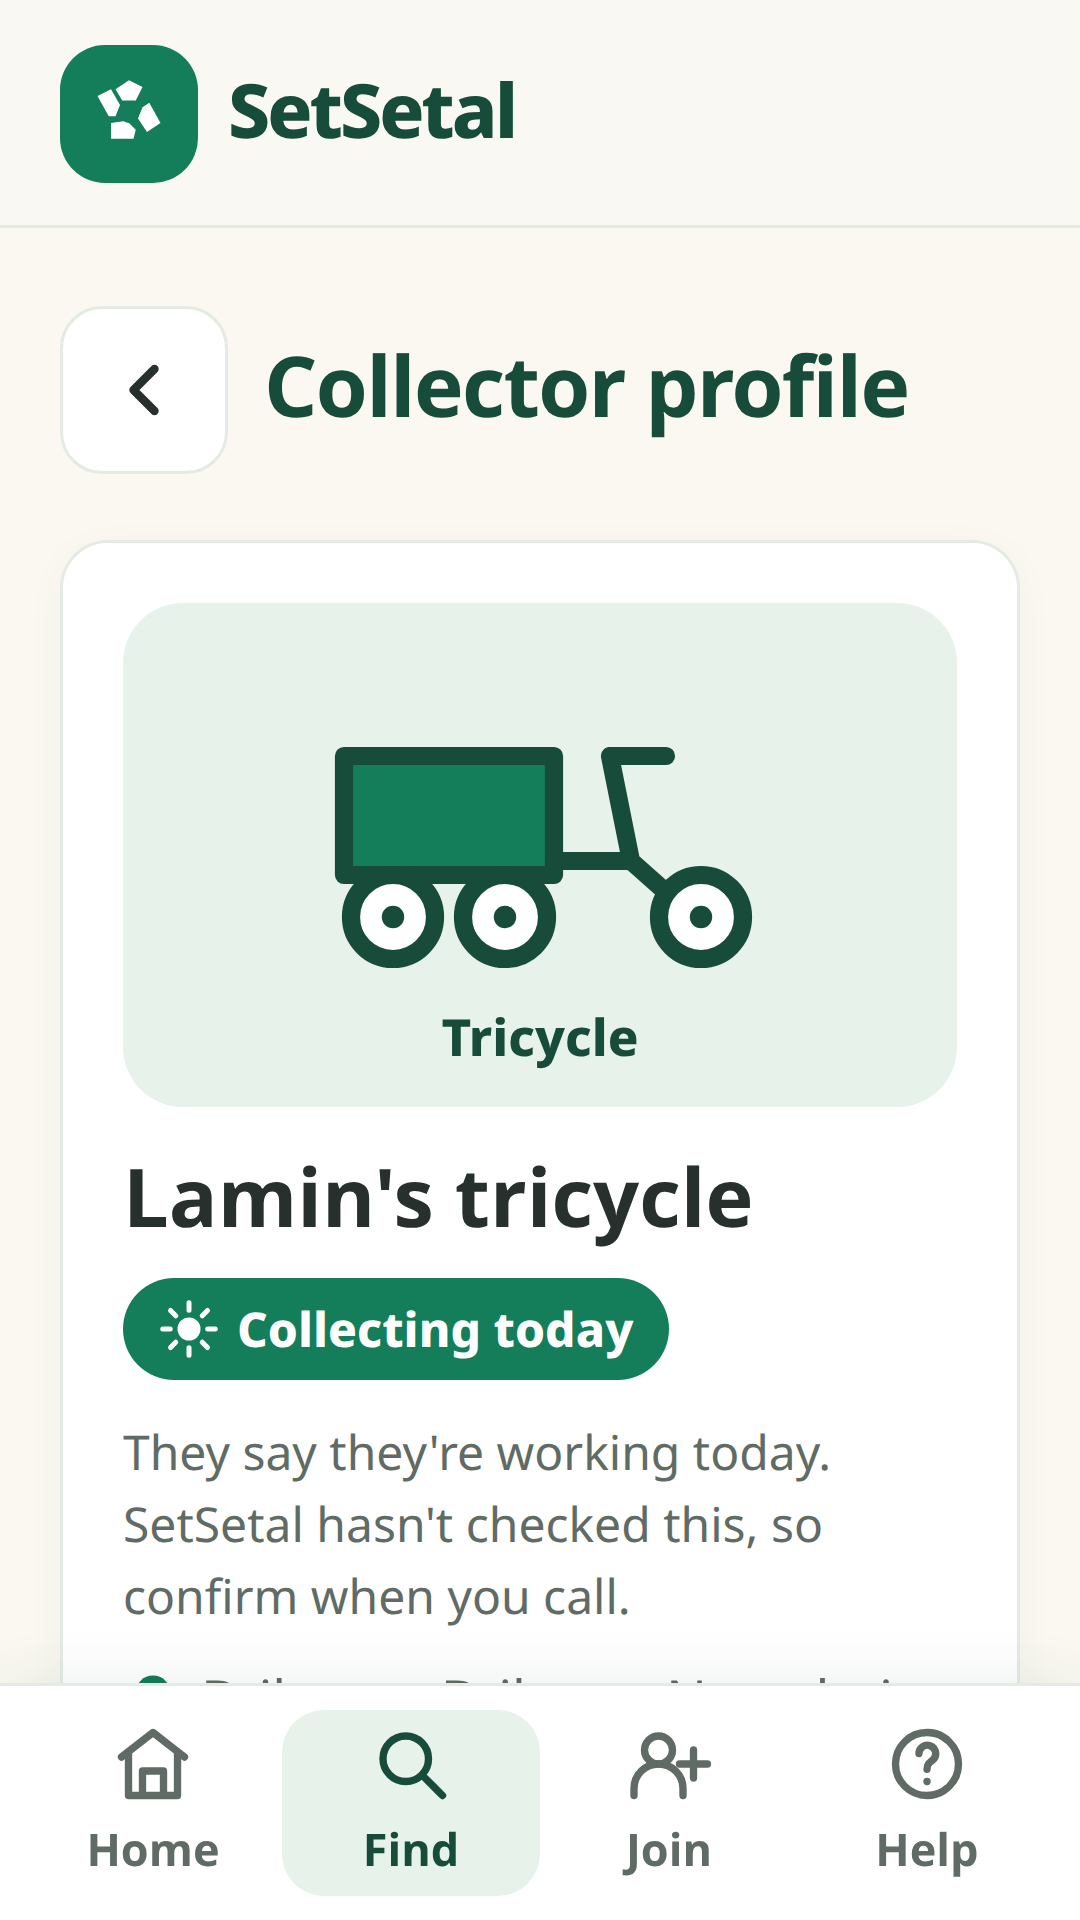 SetSetal
Collector profile
Tricycle
Lamin's tricycle
Collecting today
They say they're working today.
SetSetal hasn't checked this, so
confirm when you call.
Home
Find
Join
Help